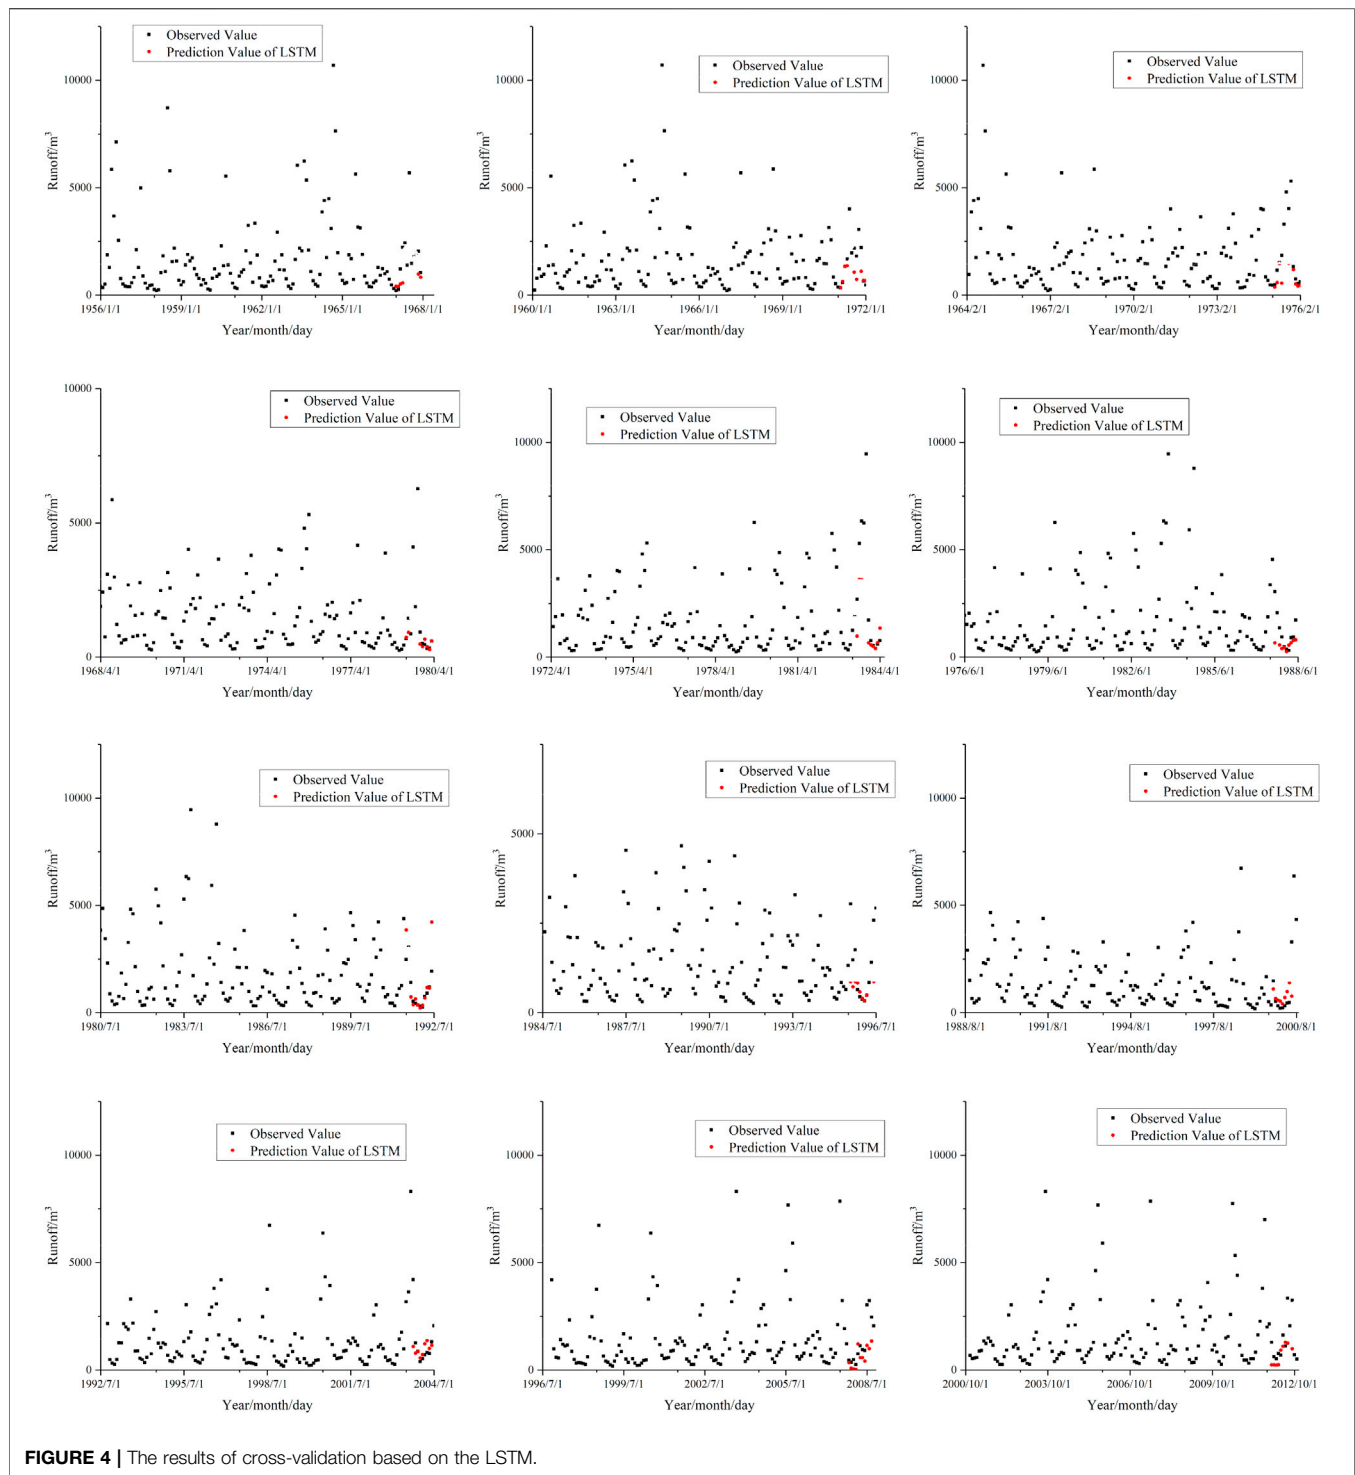 Observed Value
Prediction Value of LSTM
10000
5000
0
Runoff/m³
1956/1/1
1959/1/1
1962/1/1
1965/1/1
1968/1/1
Year/month/day
Observed Value
Prediction Value of LSTM
10000
5000
0
Runoff/m³
1960/1/1
1963/1/1
1966/1/1
1969/1/1
1972/1/1
Year/month/day
Observed Value
Prediction Value of LSTM
10000
5000
0
Runoff/m³
1964/2/1
1967/2/1
1970/2/1
1973/2/1
1976/2/1
Year/month/day
Observed Value
Prediction Value of LSTM
10000
5000
0
Runoff/m³
1968/4/1
1971/4/1
1974/4/1
1977/4/1
1980/4/1
Year/month/day
Observed Value
Prediction Value of LSTM
10000
5000
0
Runoff/m³
1972/4/1
1975/4/1
1978/4/1
1981/4/1
1984/4/1
Year/month/day
Observed Value
Prediction Value of LSTM
10000
5000
0
Runoff/m³
1976/6/1
1979/6/1
1982/6/1
1985/6/1
1988/6/1
Year/month/day
Observed Value
Prediction Value of LSTM
10000
5000
0
Runoff/m³
1980/7/1
1983/7/1
1986/7/1
1989/7/1
1992/7/1
Year/month/day
Observed Value
Prediction Value of LSTM
5000
0
Runoff/m³
1984/7/1
1987/7/1
1990/7/1
1993/7/1
1996/7/1
Year/month/day
Observed Value
Prediction Value of LSTM
10000
5000
0
Runoff/m³
1988/8/1
1991/8/1
1994/8/1
1997/8/1
2000/8/1
Year/month/day
Observed Value
Prediction Value of LSTM
10000
5000
0
Runoff/m³
1992/7/1
1995/7/1
1998/7/1
2001/7/1
2004/7/1
Year/month/day
Observed Value
Prediction Value of LSTM
10000
5000
0
Runoff/m³
1996/7/1
1999/7/1
2002/7/1
2005/7/1
2008/7/1
Year/month/day
Observed Value
Prediction Value of LSTM
10000
5000
0
Runoff/m³
2000/10/1
2003/10/1
2006/10/1
2009/10/1
2012/10/1
Year/month/day
FIGURE 4 | The results of cross-validation based on the LSTM.